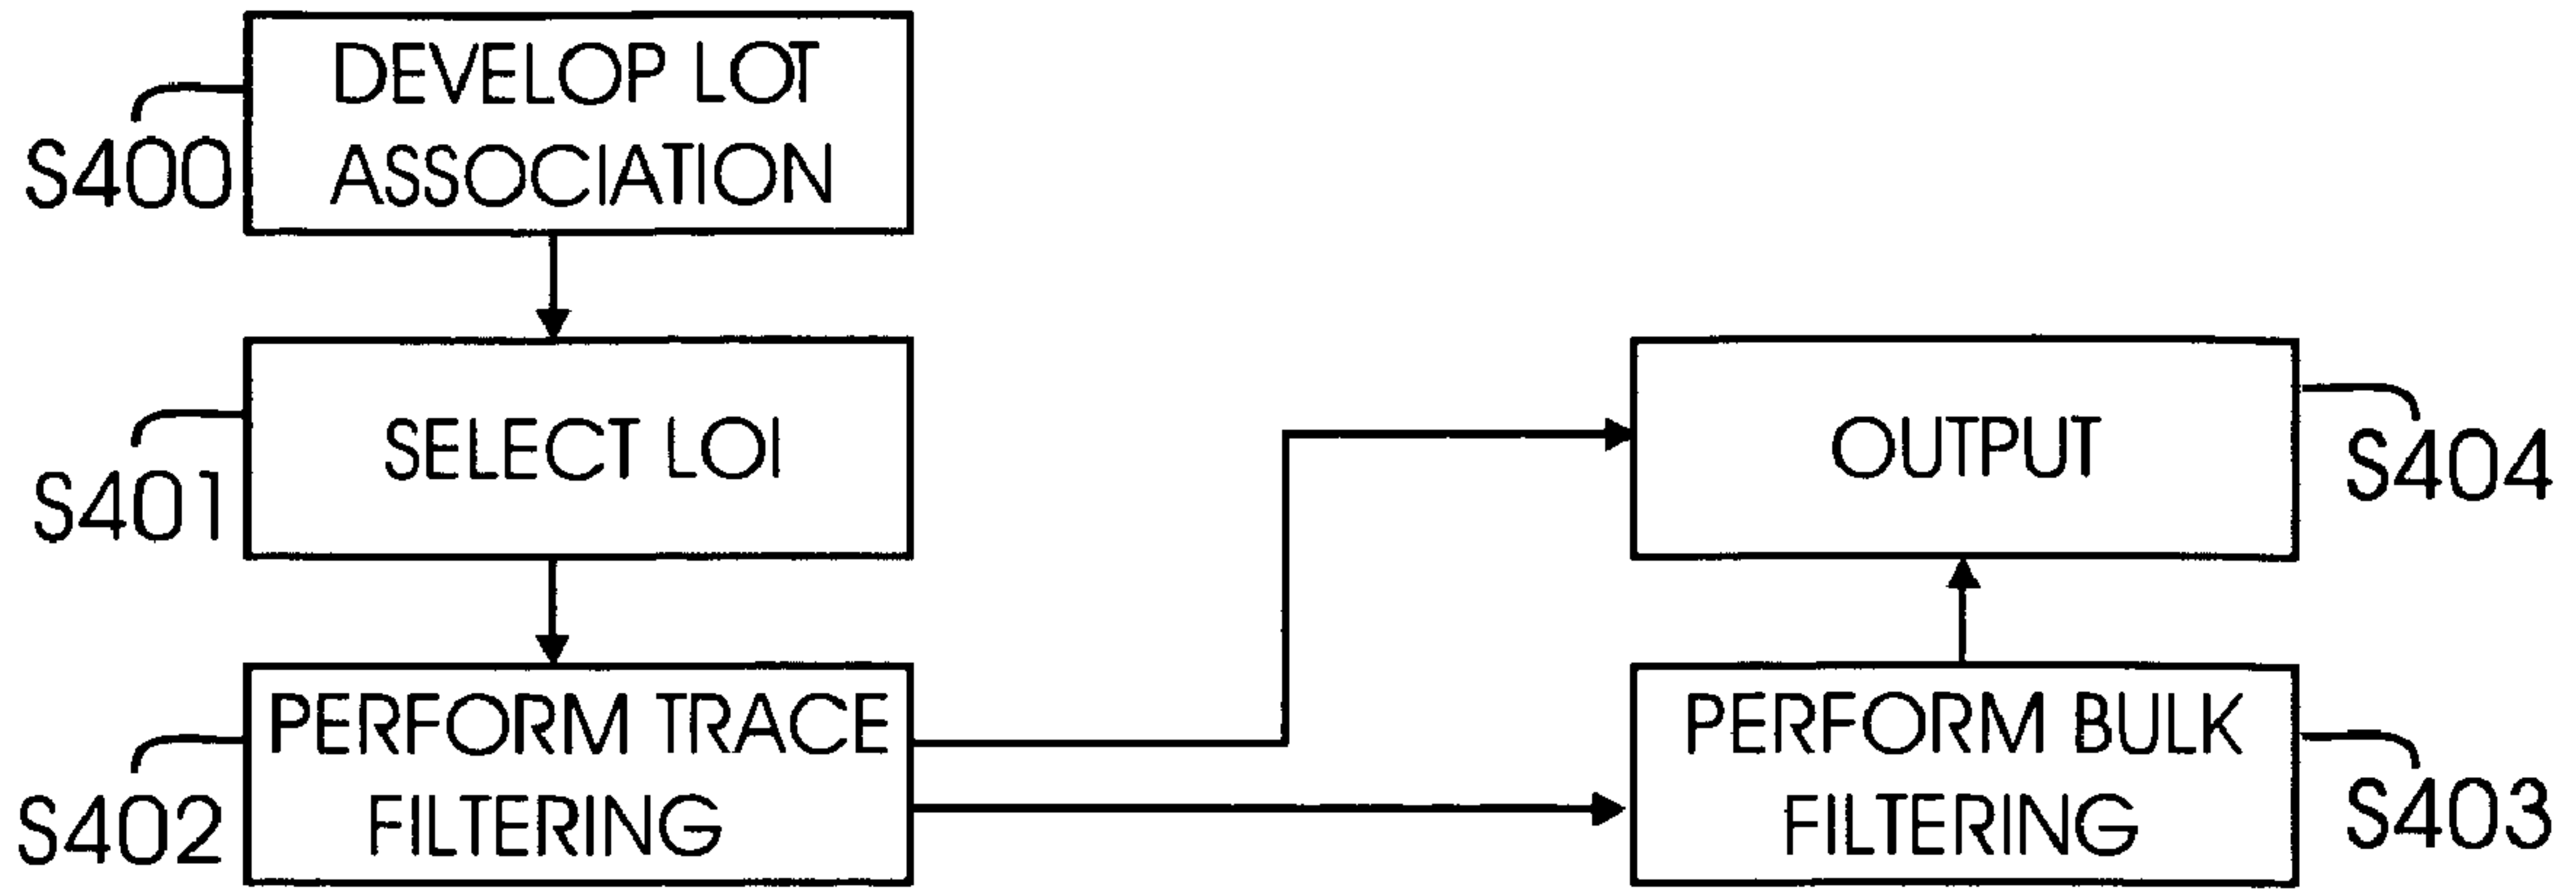 DEVELOP LOT
ASSOCIATION
S400
SELECT LOI
S401
PERFORM TRACE
FILTERING
S402
OUTPUT
S404
PERFORM BULK
FILTERING
S403